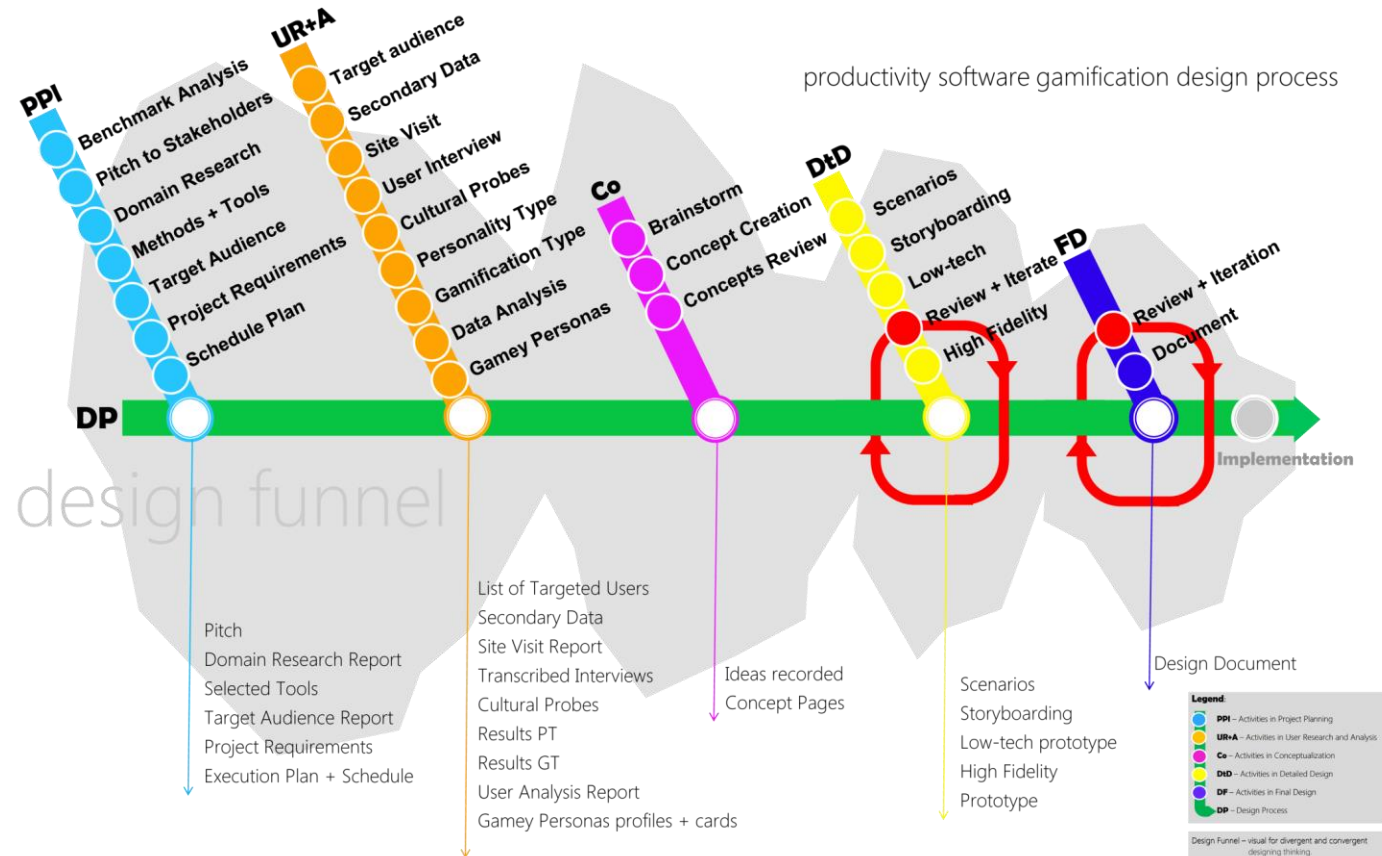 productivity software gamification design process
PPI
Benchmark Analysis
Pitch to Stakeholders
Domain Research
Methods + Tools
Target Audience
Project Requirements
Schedule Plan
UR+A
Target audience
Secondary Data
Site Visit
User Interview
Cultural Probes
Personality Type
Gamification Type
Data Analysis
Gamey Personas
Co
Brainstorm
Concept Creation
Concepts Review
DtD
Scenarios
Storyboarding
Low-tech
Review + Iterate
High Fidelity
FD
Review + Iteration
Document
DP
Implementation
design funnel
Pitch
Domain Research Report
Selected Tools
Target Audience Report
Project Requirements
Execution Plan + Schedule
List of Targeted Users
Secondary Data
Site Visit Report
Transcribed Interviews
Cultural Probes
Results PT
Results GT
User Analysis Report
Gamey Personas profiles + cards
Ideas recorded
Concept Pages
Scenarios
Storyboarding
Low-tech prototype
High Fidelity
Prototype
Design Document
Legend:
PPI – Activities in Project Planning
UR+A – Activities in User Research and Analysis
Co – Activities in Conceptualization
DtD – Activities in Detailed Design
DF – Activities in Final Design
DP – Design Process
Design Funnel – visual for divergent and convergent
designing thinking.